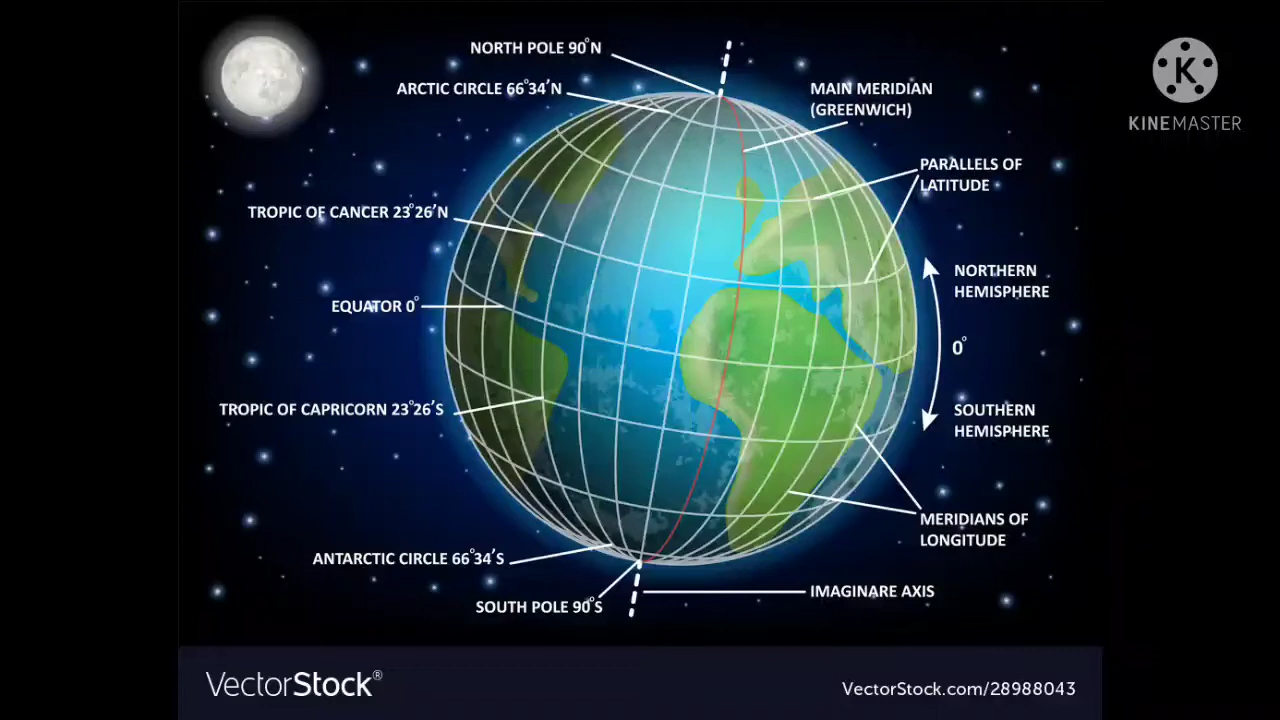 NORTH POLE 90°N
ARCTIC CIRCLE 66°34'N
MAIN MERIDIAN
(GREENWICH)
K
KINEMASTER
PARALLELS OF
LATITUDE
TROPIC OF CANCER 23°26'N
NORTHERN
HEMISPHERE
EQUATOR 0°
0°
TROPIC OF CAPRICORN 23°26'S
SOUTHERN
HEMISPHERE
MERIDIANS OF
LONGITUDE
ANTARCTIC CIRCLE 66°34'S
IMAGINARE AXIS
SOUTH POLE 90°S
VectorStock®
VectorStock.com/28988043